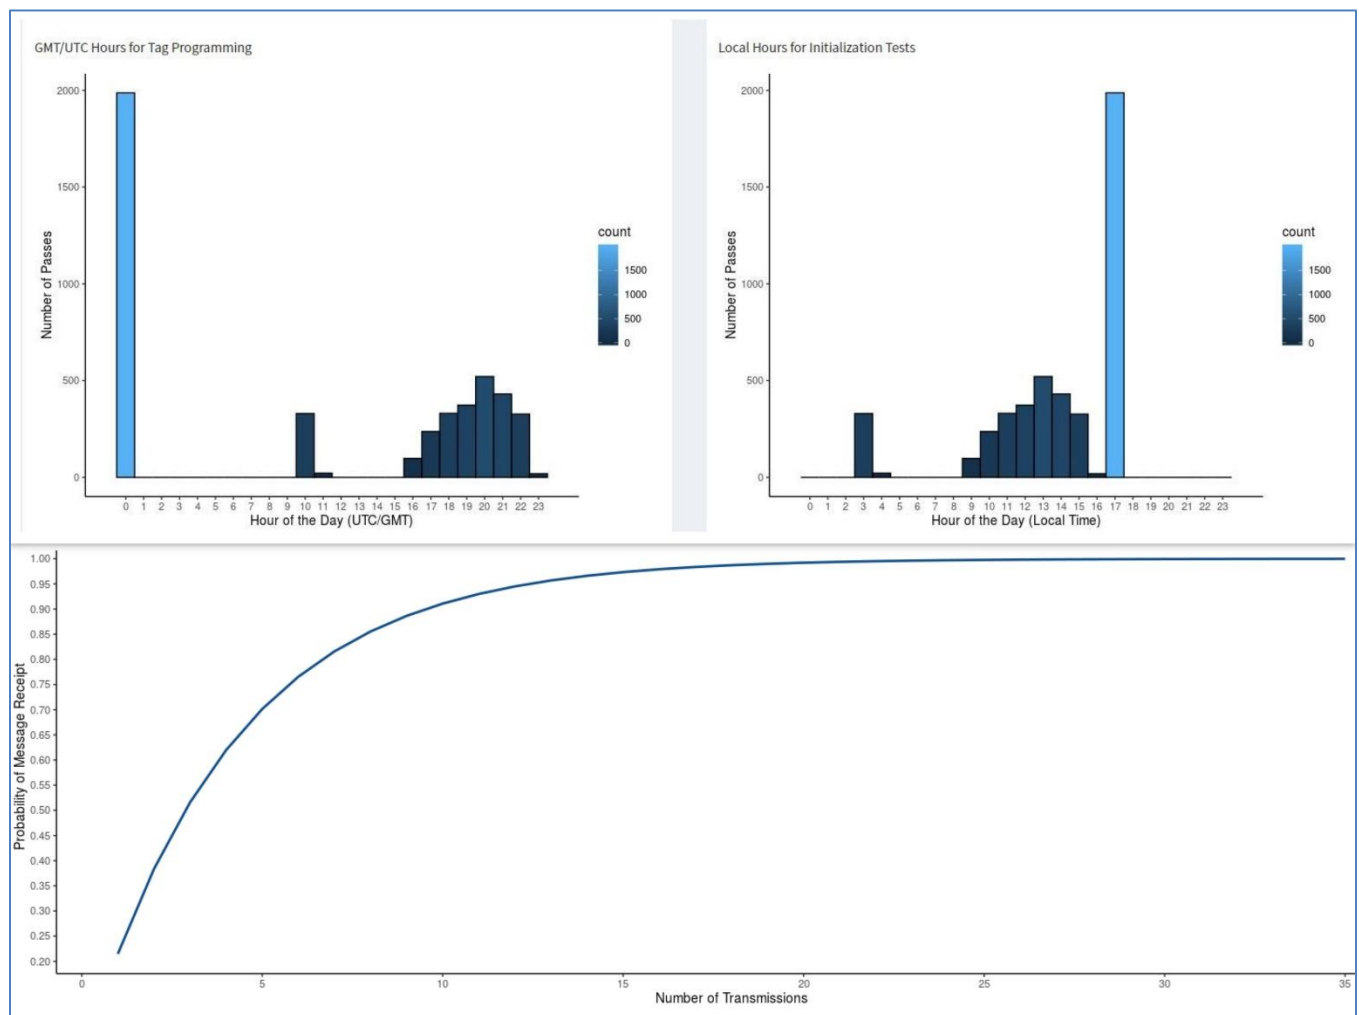 GMT/UTC Hours for Tag Programming
2000
1500
1000
500
0
Number of Passes
0 1 2 3 4 5 6 7 8 9 10 11 12 13 14 15 16 17 18 19 20 21 22 23
Hour of the Day (UTC/GMT)
count
1500
1000
500
0
Local Hours for Initialization Tests
2000
1500
1000
500
0
Number of Passes
0 1 2 3 4 5 6 7 8 9 10 11 12 13 14 15 16 17 18 19 20 21 22 23
Hour of the Day (Local Time)
count
1500
1000
500
0
1.00
0.95
0.90
0.85
0.80
0.75
0.70
0.65
0.60
0.55
0.50
0.45
0.40
0.35
0.30
0.25
0.20
Probability of Message Receipt
0 5 10 15 20 25 30 35
Number of Transmissions